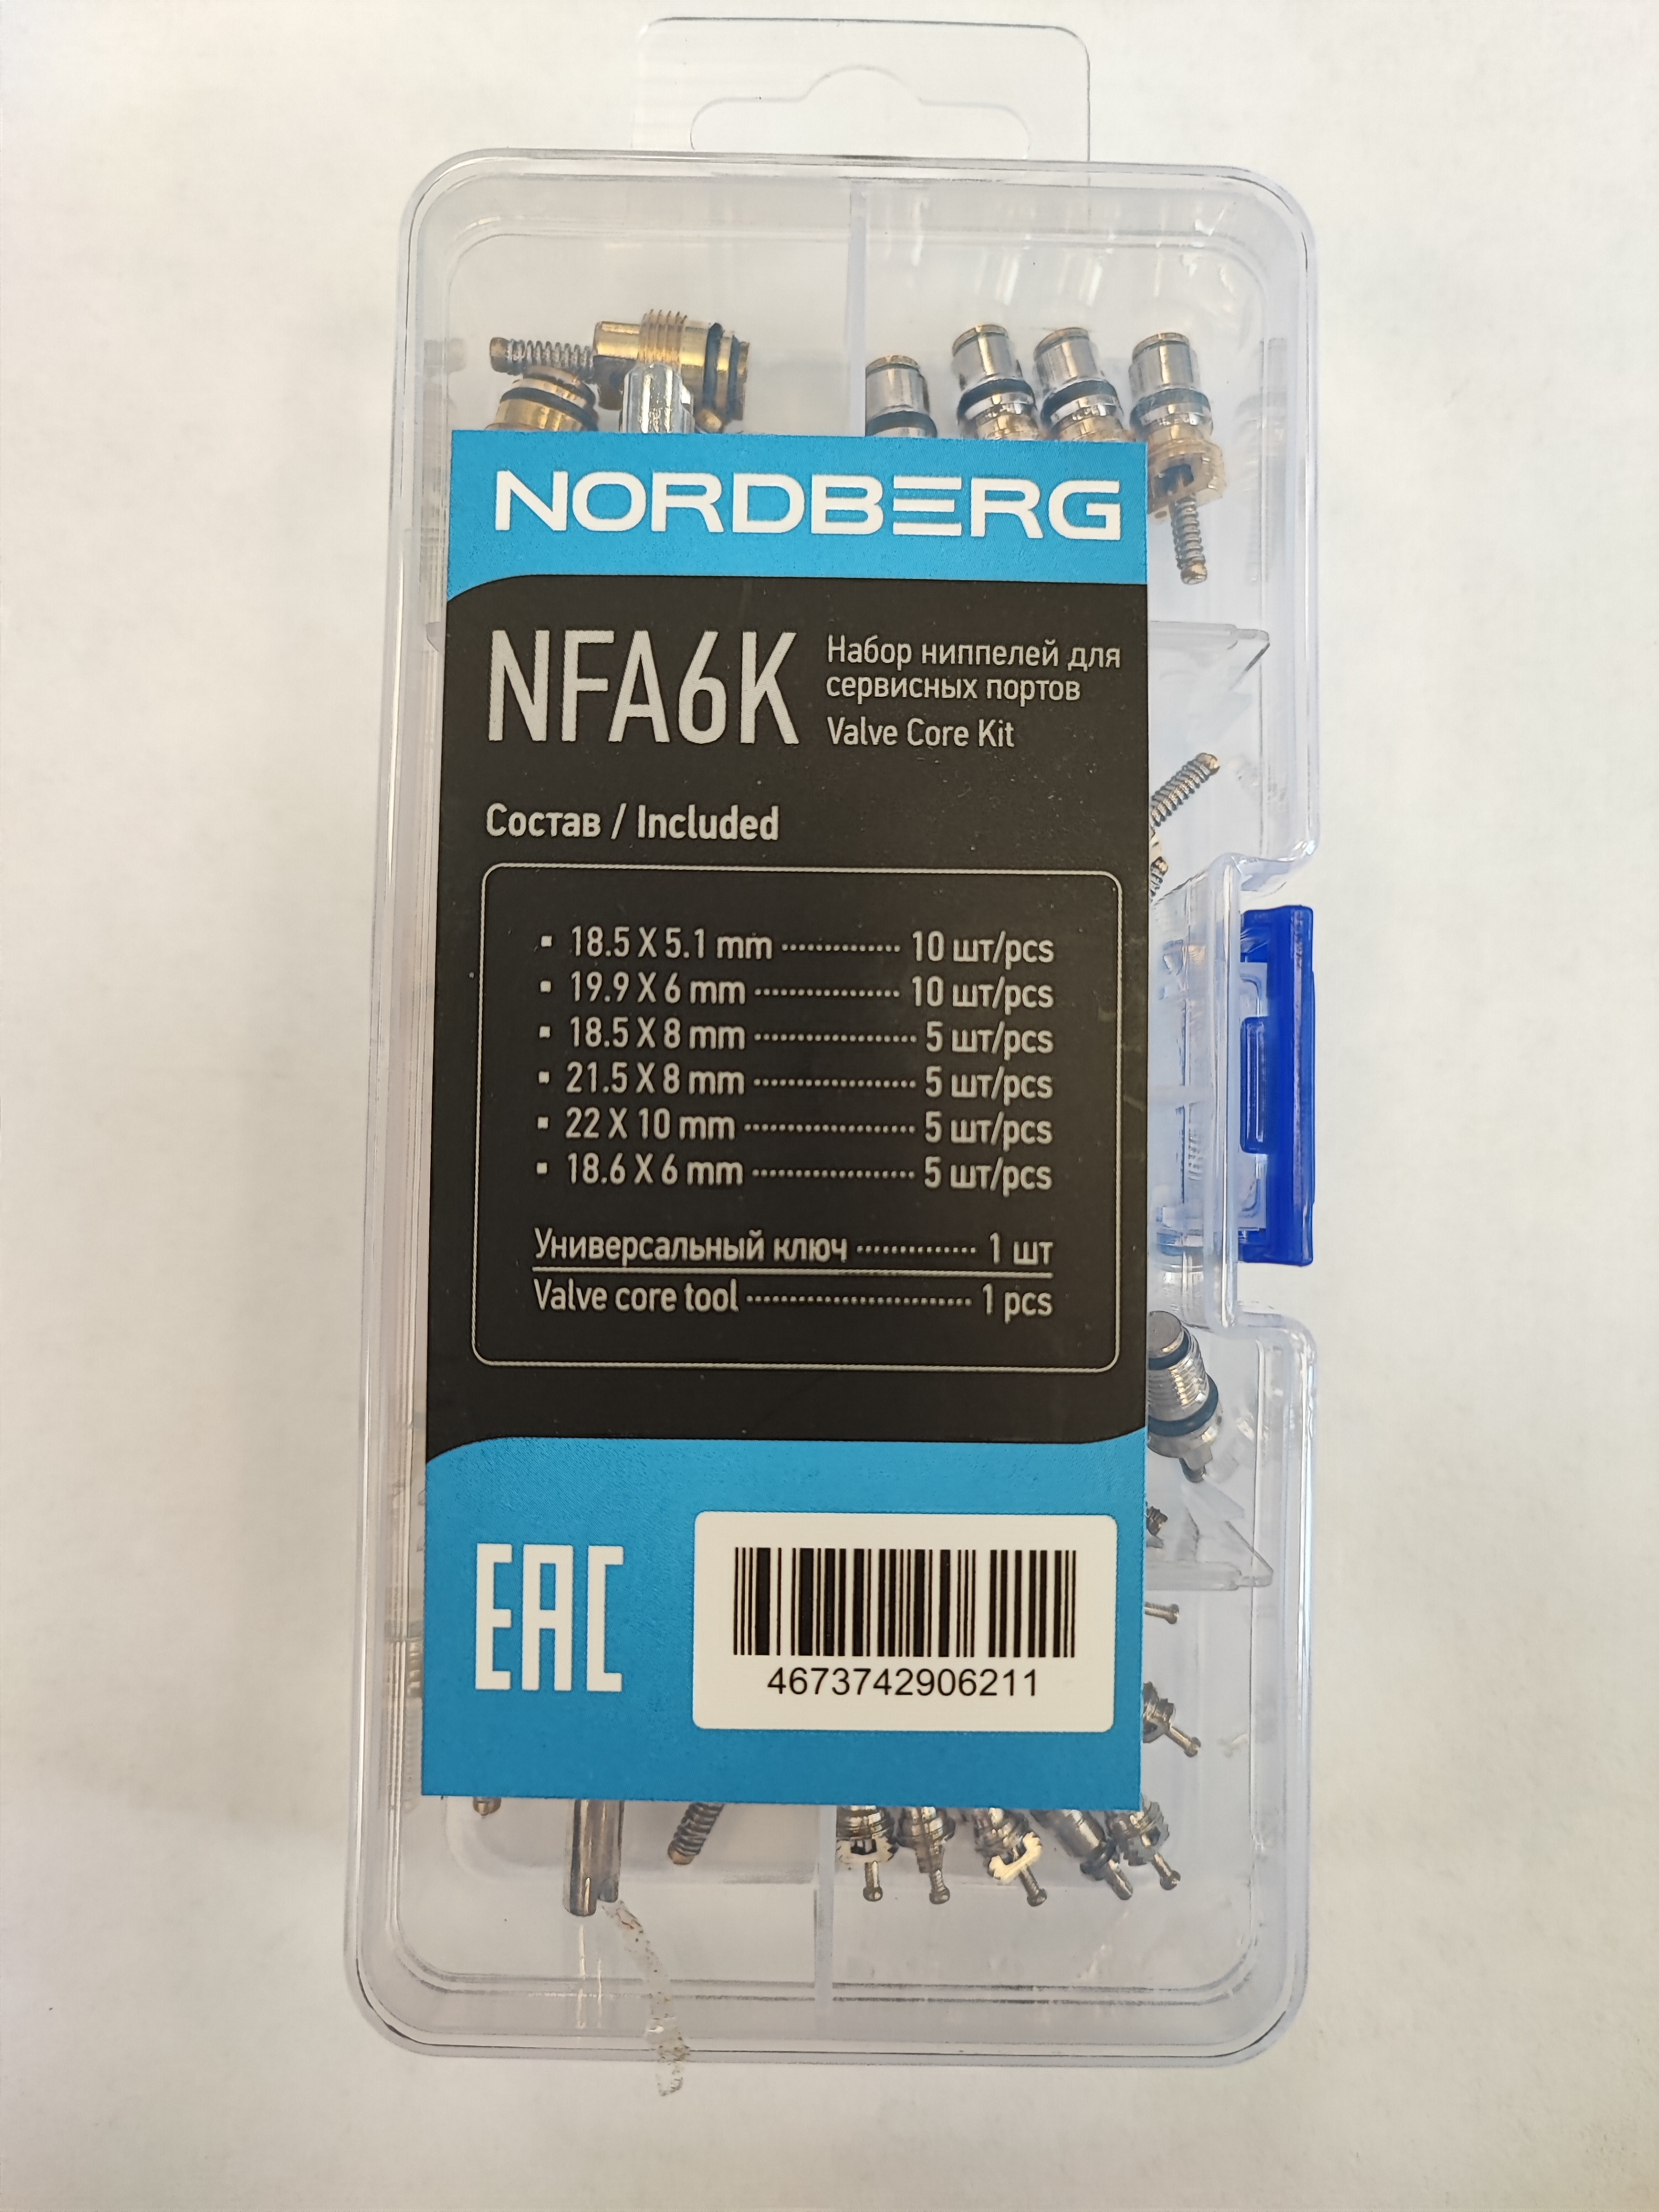 NORDBERG
NFA6K
Набор ниппелей для
сервисных портов
Valve Core Kit
Состав / Included
▪ 18.5 X 5.1 mm ·············· 10 шт/pcs
▪ 19.9 X 6 mm ················· 10 шт/pcs
▪ 18.5 X 8 mm ··················· 5 шт/pcs
▪ 21.5 X 8 mm ··················· 5 шт/pcs
▪ 22 X 10 mm ···················· 5 шт/pcs
▪ 18.6 X 6 mm ··················· 5 шт/pcs
Универсальный ключ ·············· 1 шт
Valve core tool ·························· 1 pcs
EAC
4673742906211